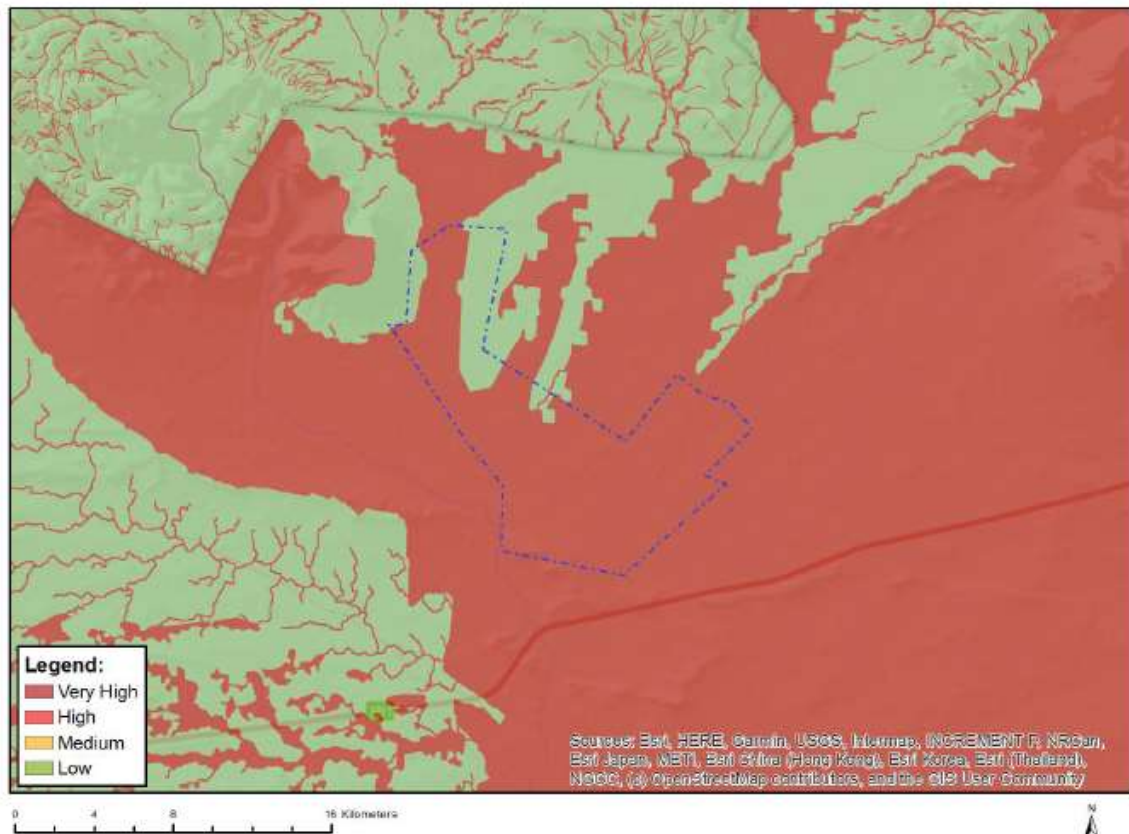 Legend:
Very High
High
Medium
Low
Sources: Esri, HERE, Garmin, USGS, Intermap, INCREMENT P, NRCan,
Esri Japan, METI, Esri China (Hong Kong), Esri Korea, Esri (Thailand),
NGCC, (c) OpenStreetMap contributors, and the GIS User Community
0 4 8 16 Kilometers
N